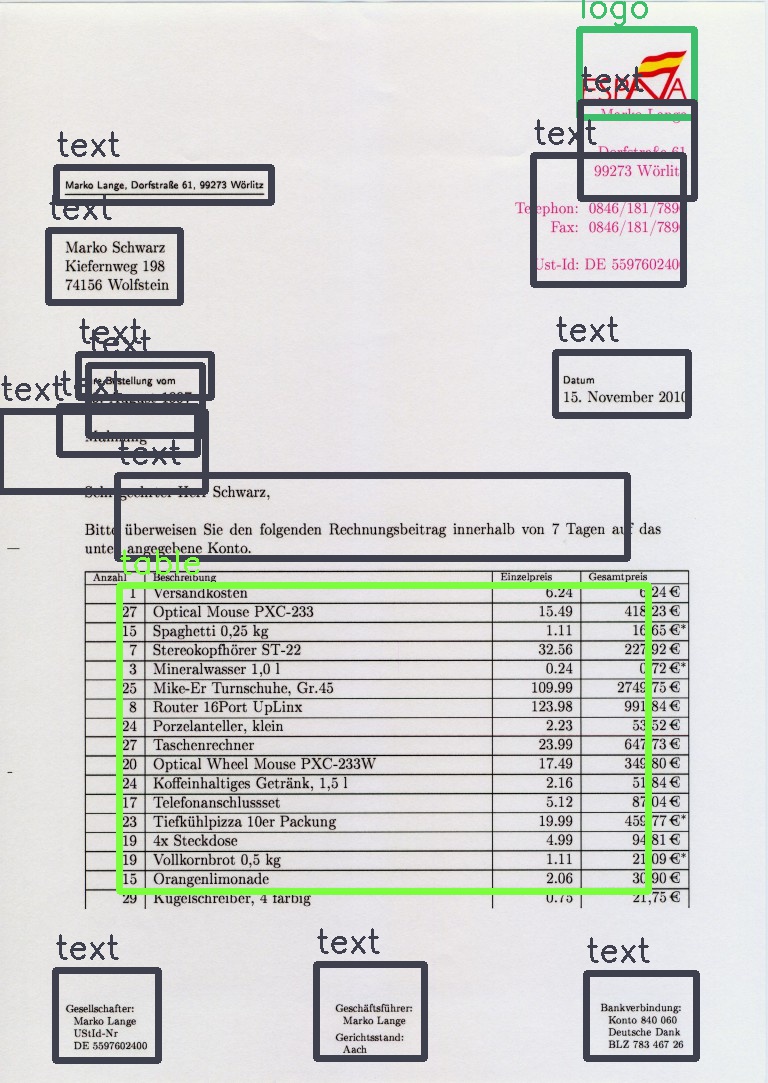 logo
ESPAÑA
text
Marko Lange
Dorfstraße 61
99273 Wörlitz
text
text
Marko Lange, Dorfstraße 61, 99273 Wörlitz
text
Telephon: 0846/181/789
Fax: 0846/181/789
Ust-Id: DE 55976024000
Marko Schwarz
Kiefernweg 198
74156 Wolfstein
text
text
text
Ihre Bestellung vom
Datum
15. November 2010
text
text
Mahnung
text
Sehr geehrter Herr Schwarz,
Bitte überweisen Sie den folgenden Rechnungsbeitrag innerhalb von 7 Tagen auf das
unten angegebene Konto.
table
Anzahl Beschreibung Einzelpreis Gesamtpreis
1 Versandkosten 6.24 6,24 €
27 Optical Mouse PXC-233 15.49 418,23 €
15 Spaghetti 0,25 kg 1.11 16,65 €*
7 Stereokopfhörer ST-22 32.56 227,92 €
3 Mineralwasser 1,0 l 0.24 0,72 €*
25 Mike-Er Turnschuhe, Gr.45 109.99 2749,75 €
8 Router 16Port UpLinx 123.98 991,84 €
24 Porzelanteller, klein 2.23 53,52 €
27 Taschenrechner 23.99 647,73 €
20 Optical Wheel Mouse PXC-233W 17.49 349,80 €
24 Koffeinhaltiges Getränk, 1,5 l 2.16 51,84 €
17 Telefonanschlussset 5.12 87,04 €
23 Tiefkühlpizza 10er Packung 19.99 459,77 €*
19 4x Steckdose 4.99 94,81 €
19 Vollkornbrot 0,5 kg 1.11 21,09 €*
15 Orangenlimonade 2.06 30,90 €
29 Kugelschreiber, 4 farbig 0.75 21,75 €
text
text
text
Gesellschafter:
Marko Lange
UStId-Nr
DE 5597602400
Geschäftsführer:
Marko Lange
Gerichtsstand:
Aach
Bankverbindung:
Konto 840 060
Deutsche Dank
BLZ 783 467 26